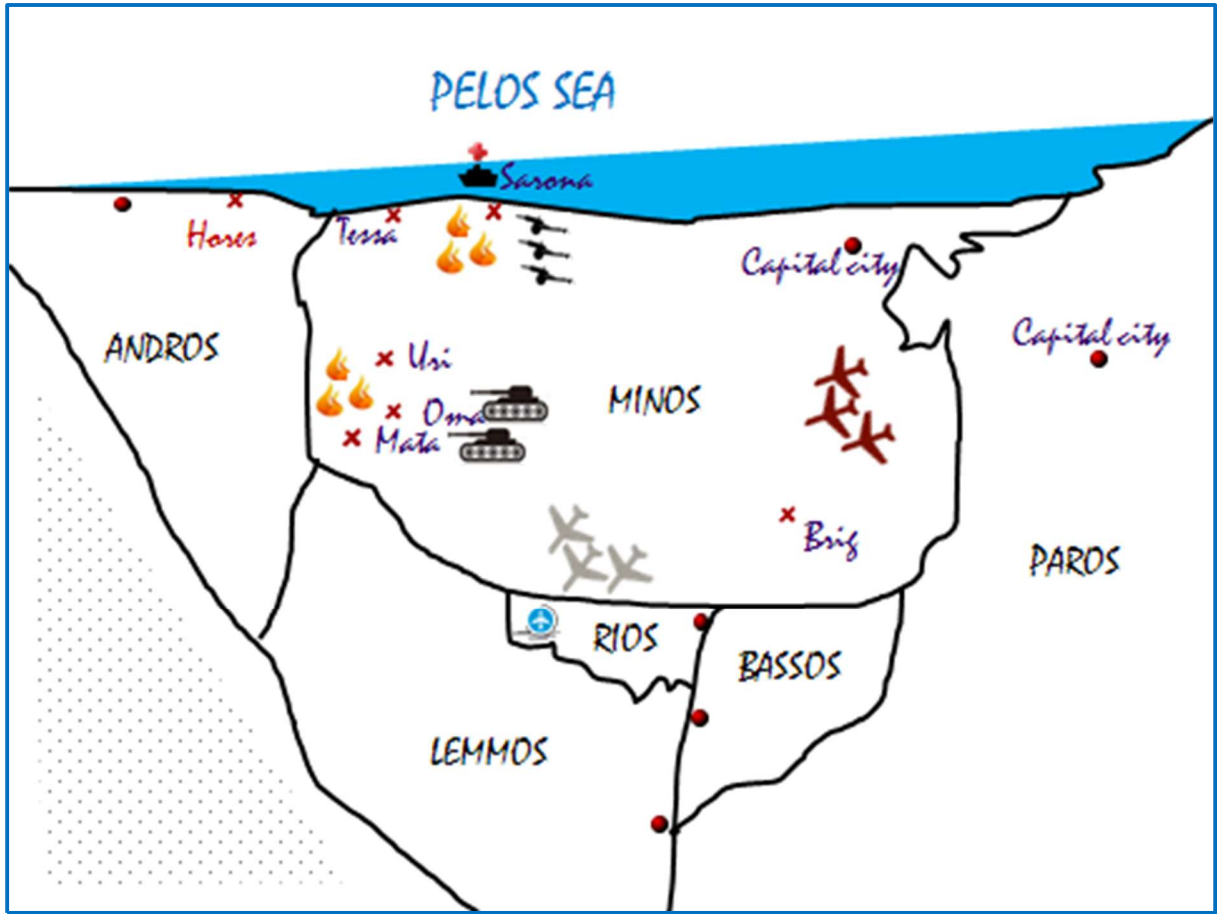 PELOS SEA
Sarona
Hores
Tessa
Capital city
Capital city
ANDROS
Uri
MINOS
Oma
Mata
Brig
PAROS
RIOS
BASSOS
LEMMOS